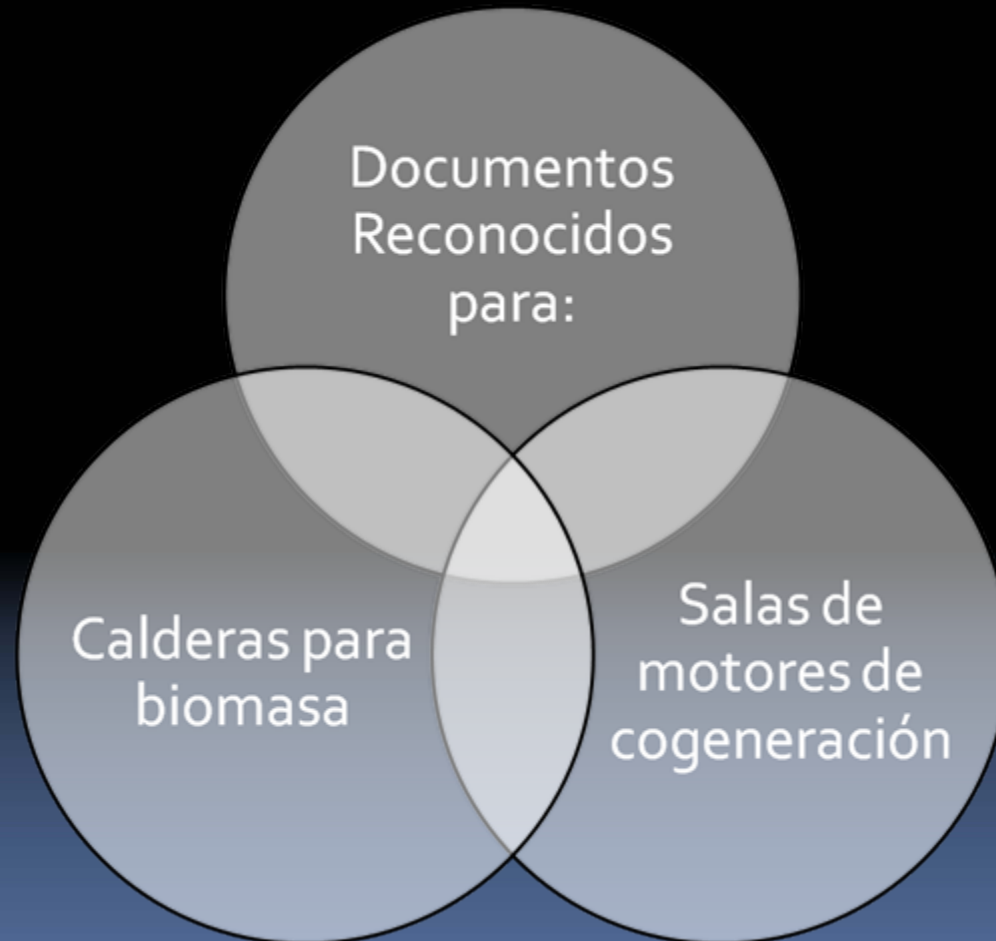 Documentos
Reconocidos
para:
Calderas para
biomasa
Salas de
motores de
cogeneración